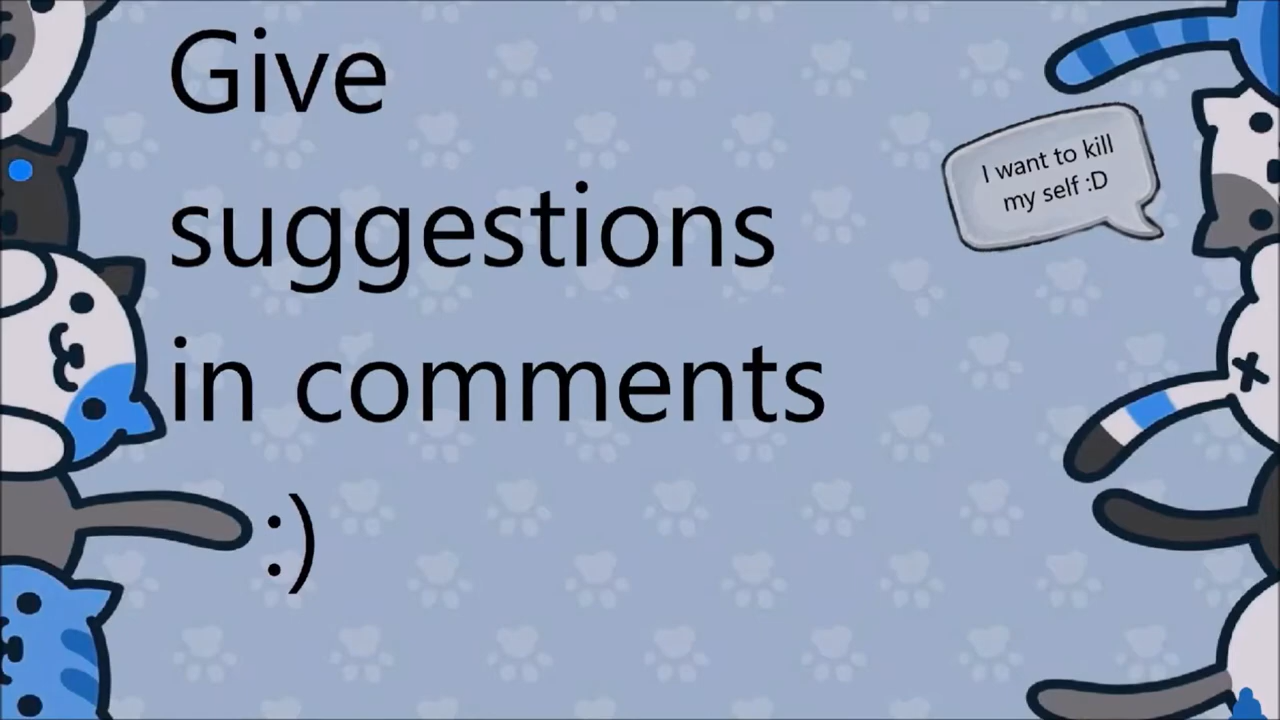 Give
suggestions
in comments
:)
I want to kill
my self :D